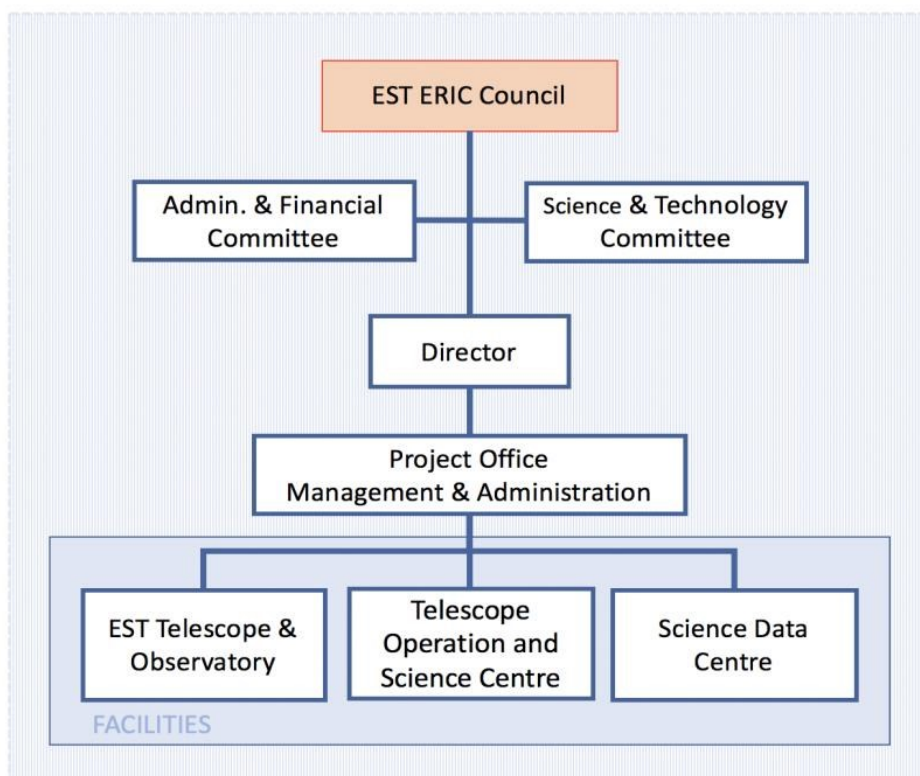 EST ERIC Council
Admin. & Financial
Committee
Science & Technology
Committee
Director
Project Office
Management & Administration
EST Telescope &
Observatory
Telescope
Operation and
Science Centre
Science Data
Centre
FACILITIES